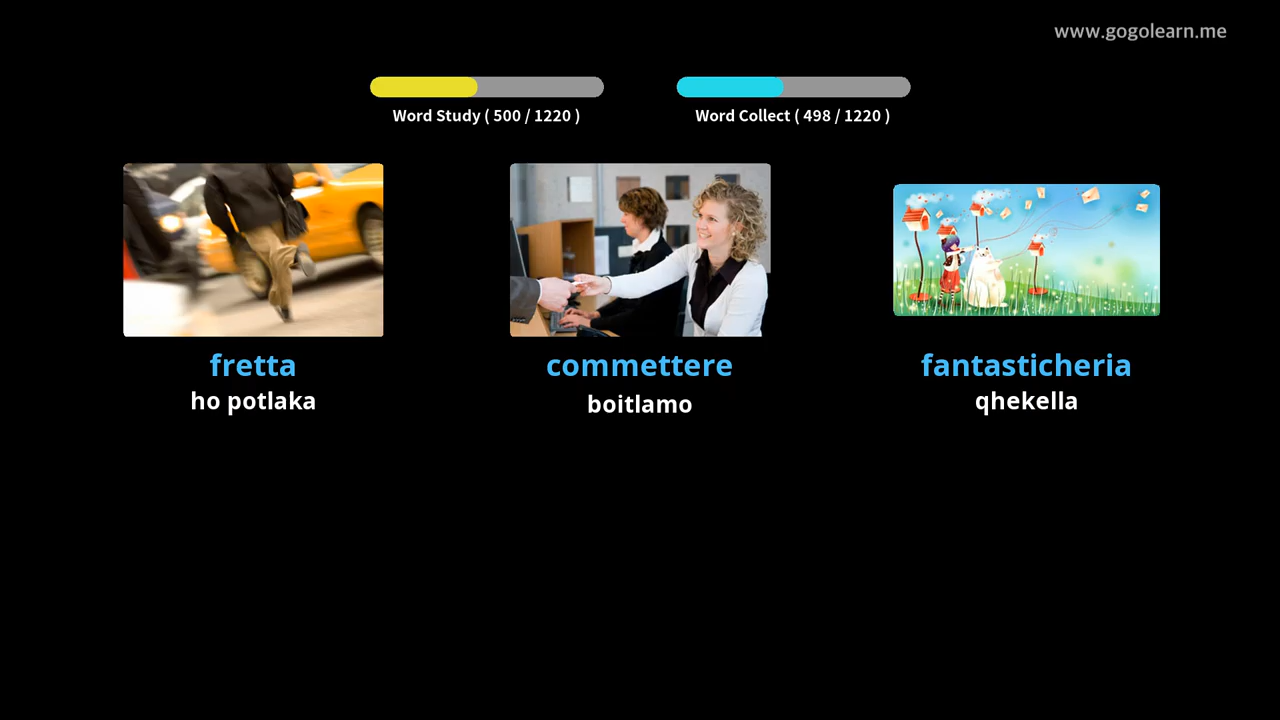 www.gogolearn.me
Word Study ( 500 / 1220 )
Word Collect ( 498 / 1220 )
fretta
ho potlaka
commettere
boitlamo
fantasticheria
qhekella